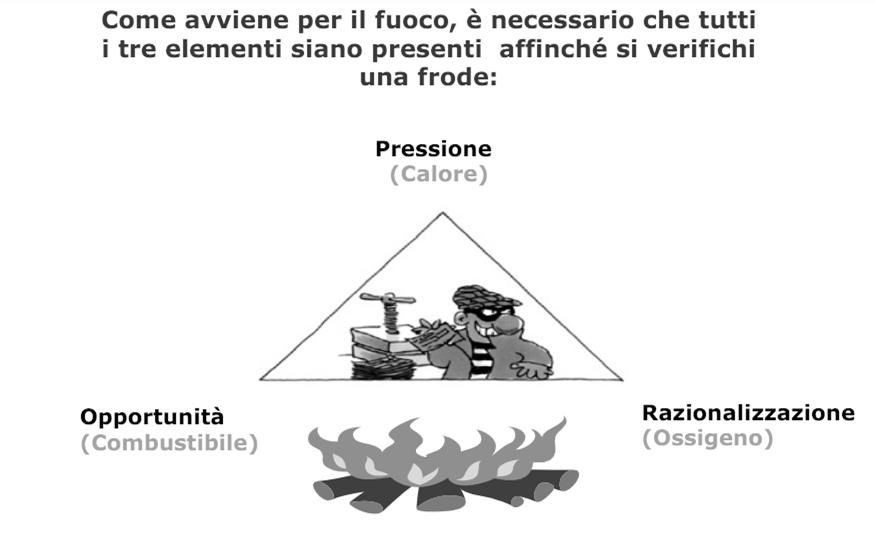 Come avviene per il fuoco, è necessario che tutti
i tre elementi siano presenti affinché si verifichi
una frode:
Pressione
(Calore)
Opportunità
(Combustibile)
Razionalizzazione
(Ossigeno)